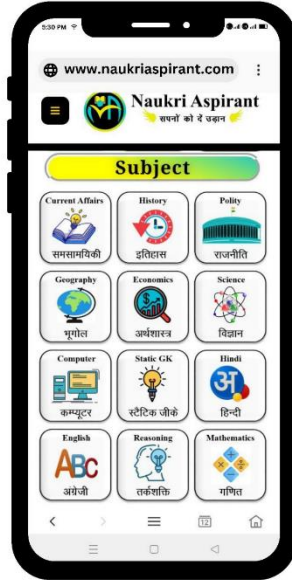 5:30 PM
www.naukriaspirant.com
Naukri Aspirant
सपनों को दें उड़ान
Subject
Current Affairs
समसामयिकी
History
इतिहास
Polity
राजनीति
Geography
भूगोल
Economics
अर्थशास्त्र
Science
विज्ञान
Computer
कम्प्यूटर
Static GK
स्टैटिक जीके
Hindi
अ
हिन्दी
English
ABC
अंग्रेजी
Reasoning
तर्कशक्ति
Mathematics
गणित
12